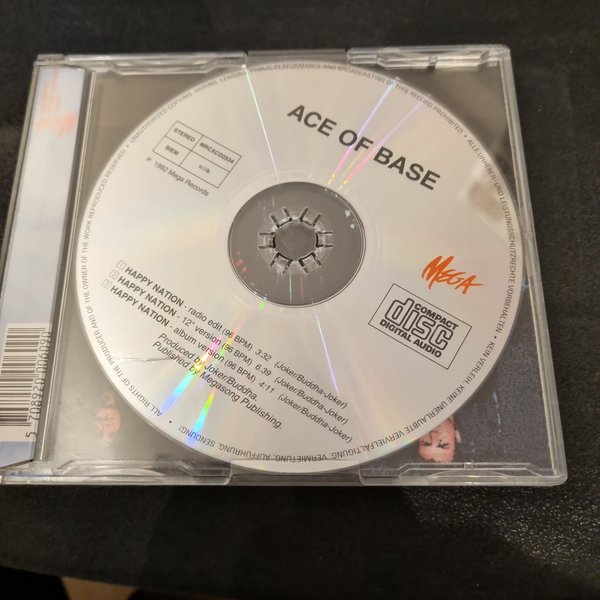 ACE OF BASE
STEREO MRCXCD2534
BIEM n©b
℗ 1992 Mega Records
MEGA
COMPACT
disc
DIGITAL AUDIO
1 HAPPY NATION - radio edit (96 BPM) 3:32 (Joker/Buddha-Joker)
2 HAPPY NATION - 12" version (96 BPM) 6:39 (Joker/Buddha-Joker)
3 HAPPY NATION - album version (96 BPM) 4:11 (Joker/Buddha-Joker)
Produced by Joker/Buddha.
Published by Megasong Publishing.
• ALL RIGHTS OF THE PRODUCER AND OF THE OWNER OF THE WORK REPRODUCED RESERVED • UNAUTHORIZED COPYING, HIRING, LENDING, PUBLIC PERFORMANCE AND BROADCASTING OF THIS RECORD PROHIBITED • ALLE URHEBER- UND LEISTUNGSSCHUTZRECHTE VORBEHALTEN • KEIN VERLEIH, KEINE UNERLAUBTE VERVIELFÄLTIGUNG, VERMIETUNG, AUFFÜHRUNG, SENDUNG!